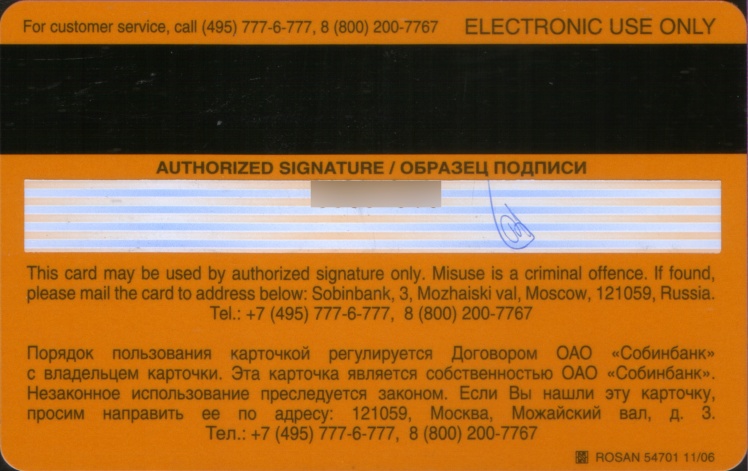 For customer service, call (495) 777-6-777, 8 (800) 200-7767 ELECTRONIC USE ONLY
AUTHORIZED SIGNATURE / ОБРАЗЕЦ ПОДПИСИ
This card may be used by authorized signature only. Misuse is a criminal offence. If found,
please mail the card to address below: Sobinbank, 3, Mozhaiski val, Moscow, 121059, Russia.
Tel.: +7 (495) 777-6-777, 8 (800) 200-7767
Порядок пользования карточкой регулируется Договором ОАО «Собинбанк»
с владельцем карточки. Эта карточка является собственностью ОАО «Собинбанк».
Незаконное использование преследуется законом. Если Вы нашли эту карточку,
просим направить ее по адресу: 121059, Москва, Можайский вал, д. 3.
Тел.: +7 (495) 777-6-777, 8 (800) 200-7767
ROSAN 54701 11/06